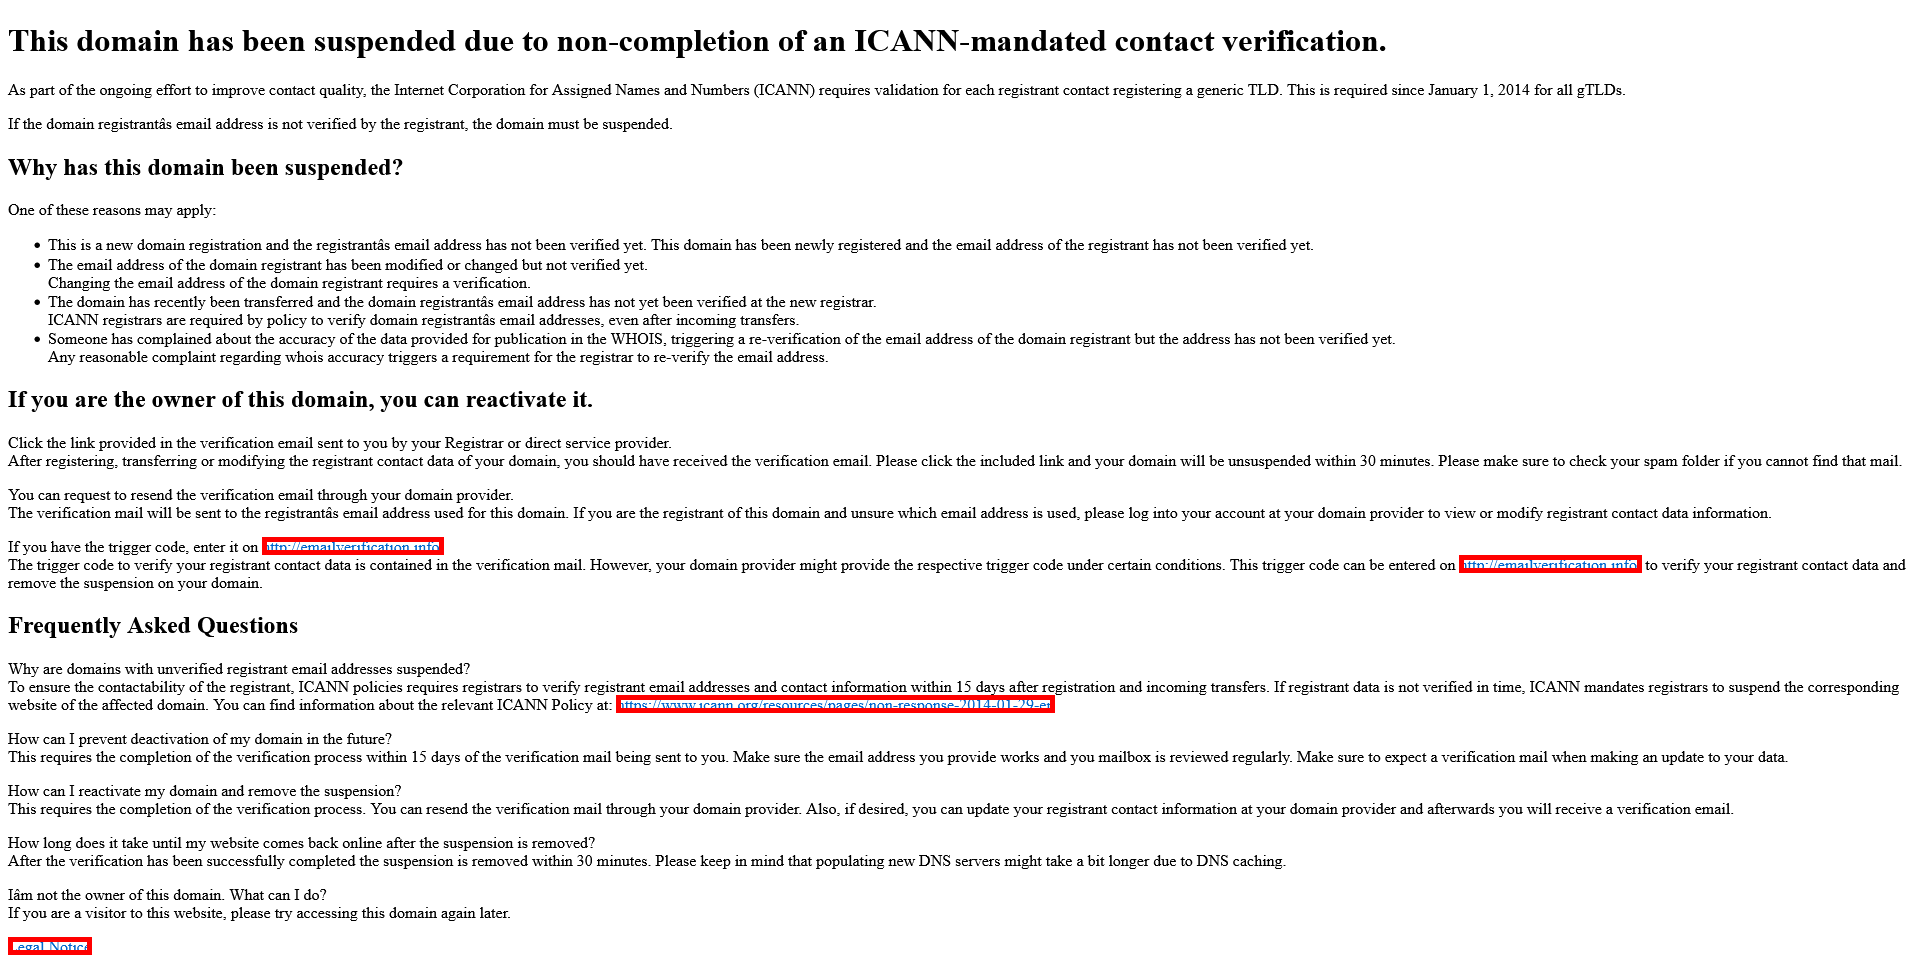 This domain has been suspended due to non-completion of an ICANN-mandated contact verification.
As part of the ongoing effort to improve contact quality, the Internet Corporation for Assigned Names and Numbers (ICANN) requires validation for each registrant contact registering a generic TLD. This is required since January 1, 2014 for all gTLDs.
If the domain registrantâs email address is not verified by the registrant, the domain must be suspended.
Why has this domain been suspended?
One of these reasons may apply:
• This is a new domain registration and the registrantâs email address has not been verified yet. This domain has been newly registered and the email address of the registrant has not been verified yet.
• The email address of the domain registrant has been modified or changed but not verified yet.
Changing the email address of the domain registrant requires a verification.
• The domain has recently been transferred and the domain registrantâs email address has not yet been verified at the new registrar.
ICANN registrars are required by policy to verify domain registrantâs email addresses, even after incoming transfers.
• Someone has complained about the accuracy of the data provided for publication in the WHOIS, triggering a re-verification of the email address of the domain registrant but the address has not been verified yet.
Any reasonable complaint regarding whois accuracy triggers a requirement for the registrar to re-verify the email address.
If you are the owner of this domain, you can reactivate it.
Click the link provided in the verification email sent to you by your Registrar or direct service provider.
After registering, transferring or modifying the registrant contact data of your domain, you should have received the verification email. Please click the included link and your domain will be unsuspended within 30 minutes. Please make sure to check your spam folder if you cannot find that mail.
You can request to resend the verification email through your domain provider.
The verification mail will be sent to the registrantâs email address used for this domain. If you are the registrant of this domain and unsure which email address is used, please log into your account at your domain provider to view or modify registrant contact data information.
If you have the trigger code, enter it on http://emailverification.info
The trigger code to verify your registrant contact data is contained in the verification mail. However, your domain provider might provide the respective trigger code under certain conditions. This trigger code can be entered on http://emailverification.info to verify your registrant contact data and
remove the suspension on your domain.
Frequently Asked Questions
Why are domains with unverified registrant email addresses suspended?
To ensure the contactability of the registrant, ICANN policies requires registrars to verify registrant email addresses and contact information within 15 days after registration and incoming transfers. If registrant data is not verified in time, ICANN mandates registrars to suspend the corresponding
website of the affected domain. You can find information about the relevant ICANN Policy at: https://www.icann.org/resources/pages/non-response-2014-01-29-en
How can I prevent deactivation of my domain in the future?
This requires the completion of the verification process within 15 days of the verification mail being sent to you. Make sure the email address you provide works and you mailbox is reviewed regularly. Make sure to expect a verification mail when making an update to your data.
How can I reactivate my domain and remove the suspension?
This requires the completion of the verification process. You can resend the verification mail through your domain provider. Also, if desired, you can update your registrant contact information at your domain provider and afterwards you will receive a verification email.
How long does it take until my website comes back online after the suspension is removed?
After the verification has been successfully completed the suspension is removed within 30 minutes. Please keep in mind that populating new DNS servers might take a bit longer due to DNS caching.
Iâm not the owner of this domain. What can I do?
If you are a visitor to this website, please try accessing this domain again later.
Legal Notice